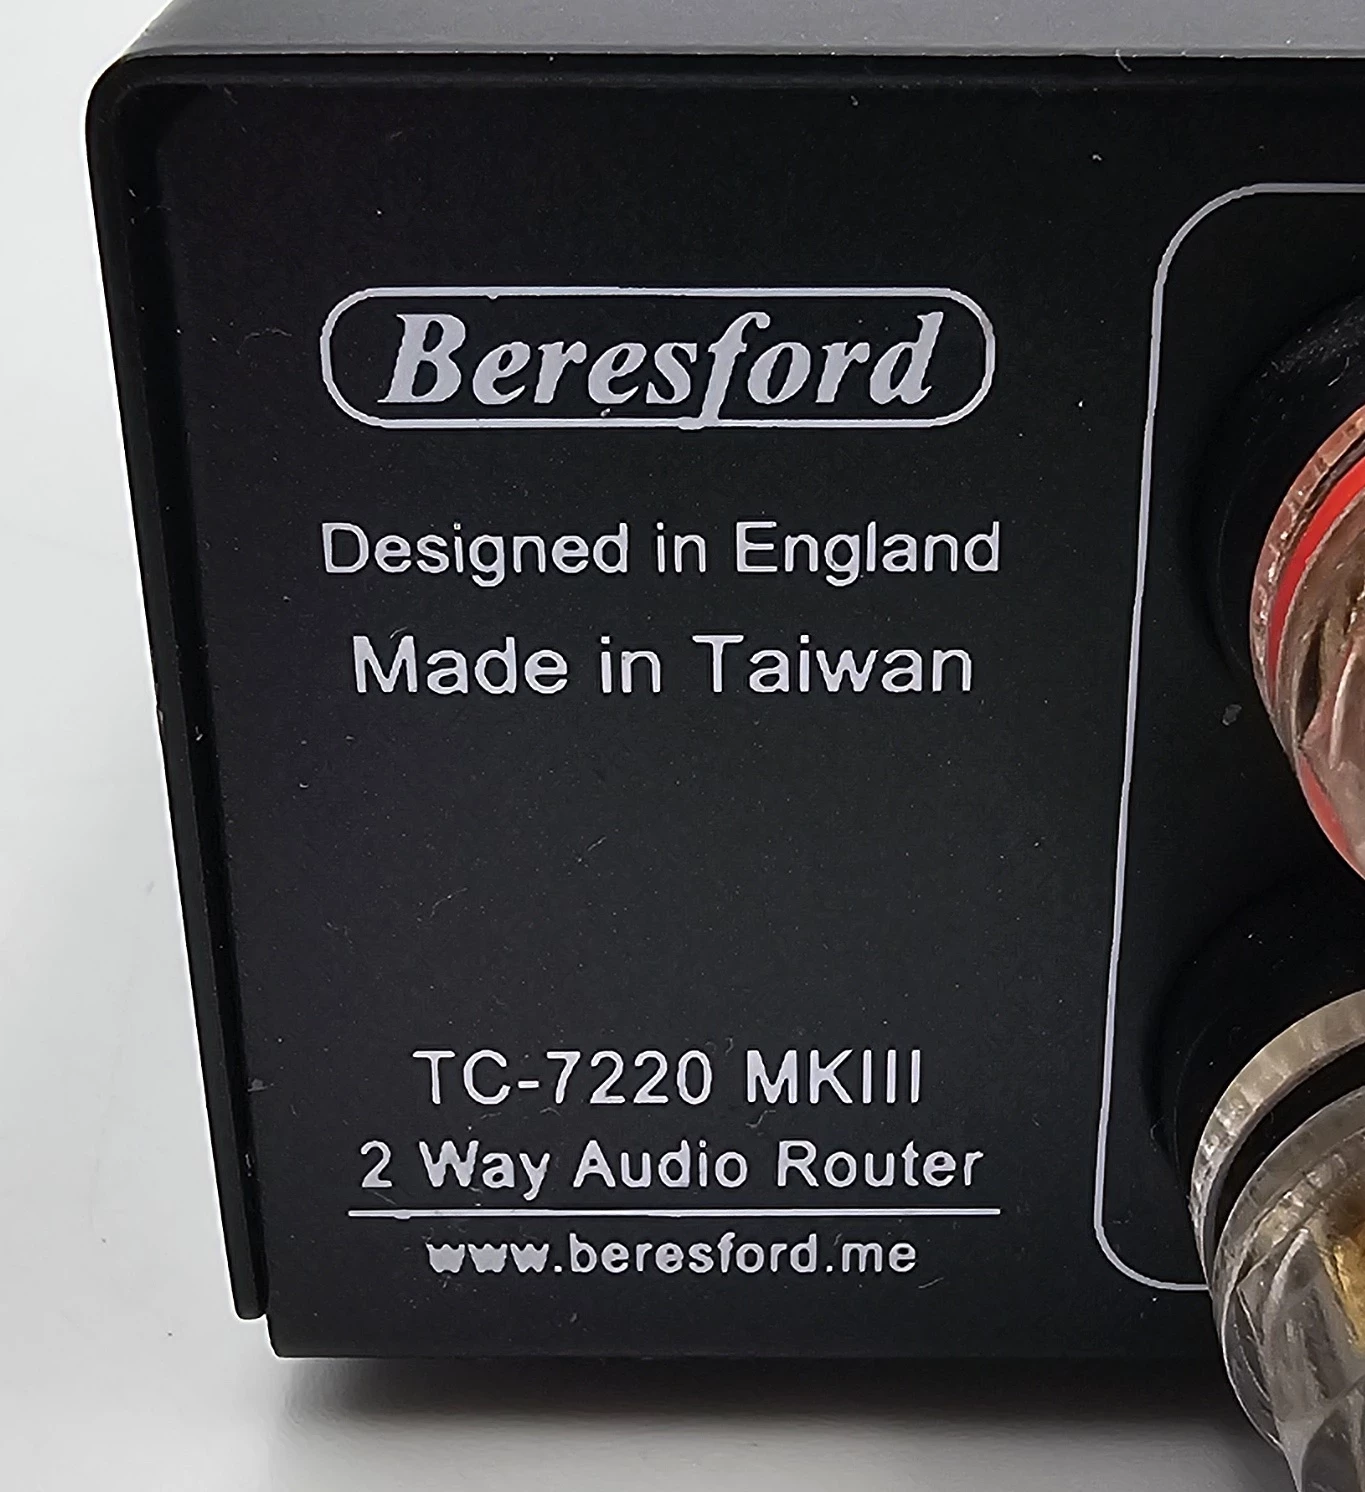 Beresford
Designed in England
Made in Taiwan
TC-7220 MKIII
2 Way Audio Router
www.beresford.me